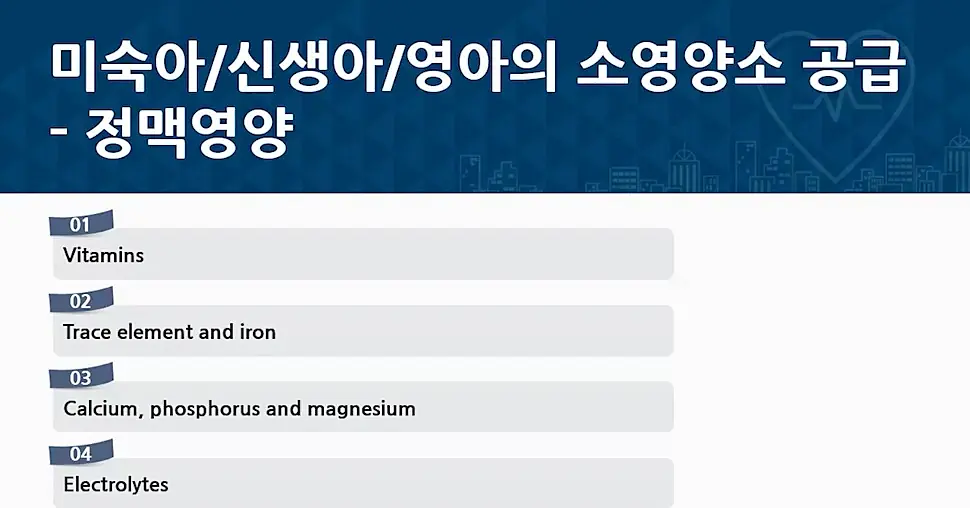 미숙아/신생아/영아의 소영양소 공급
- 정맥영양
01
Vitamins
02
Trace element and iron
03
Calcium, phosphorus and magnesium
04
Electrolytes